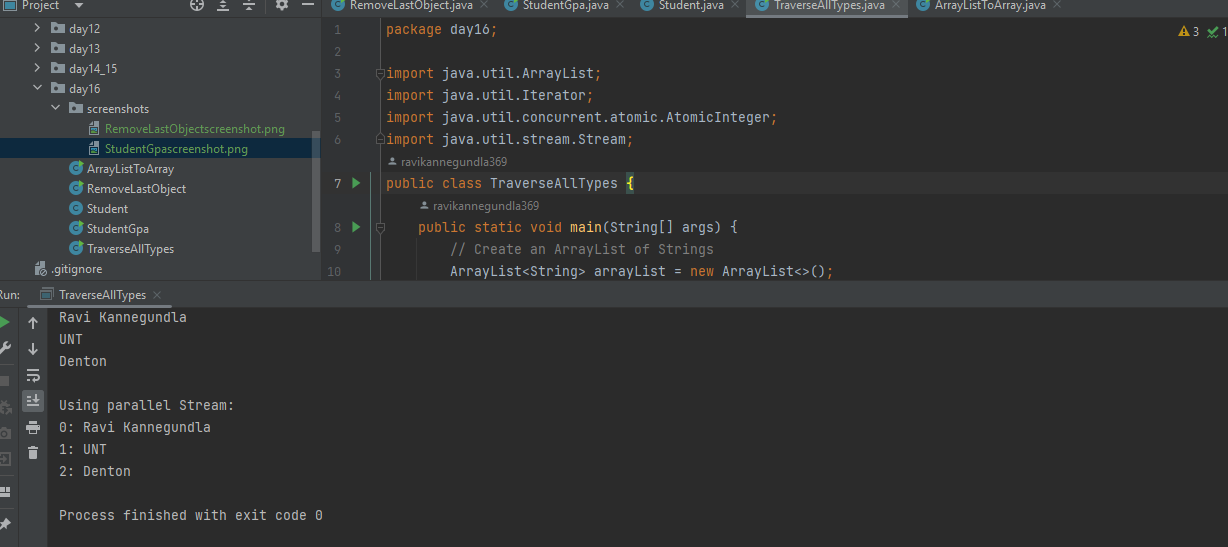 Project
day12
day13
day14_15
day16
screenshots
RemoveLastObjectscreenshot.png
StudentGpascreenshot.png
ArrayListToArray
RemoveLastObject
Student
StudentGpa
TraverseAllTypes
.gitignore
RemoveLastObject.java
StudentGpa.java
Student.java
TraverseAllTypes.java
ArrayListToArray.java
3
1
1 package day16;
2
3 import java.util.ArrayList;
4 import java.util.Iterator;
5 import java.util.concurrent.atomic.AtomicInteger;
6 import java.util.stream.Stream;
ravikannegundla369
7 public class TraverseAllTypes {
ravikannegundla369
8 public static void main(String[] args) {
9 // Create an ArrayList of Strings
10 ArrayList<String> arrayList = new ArrayList<>();
Run:
TraverseAllTypes
Ravi Kannegundla
UNT
Denton
Using parallel Stream:
0: Ravi Kannegundla
1: UNT
2: Denton
Process finished with exit code 0